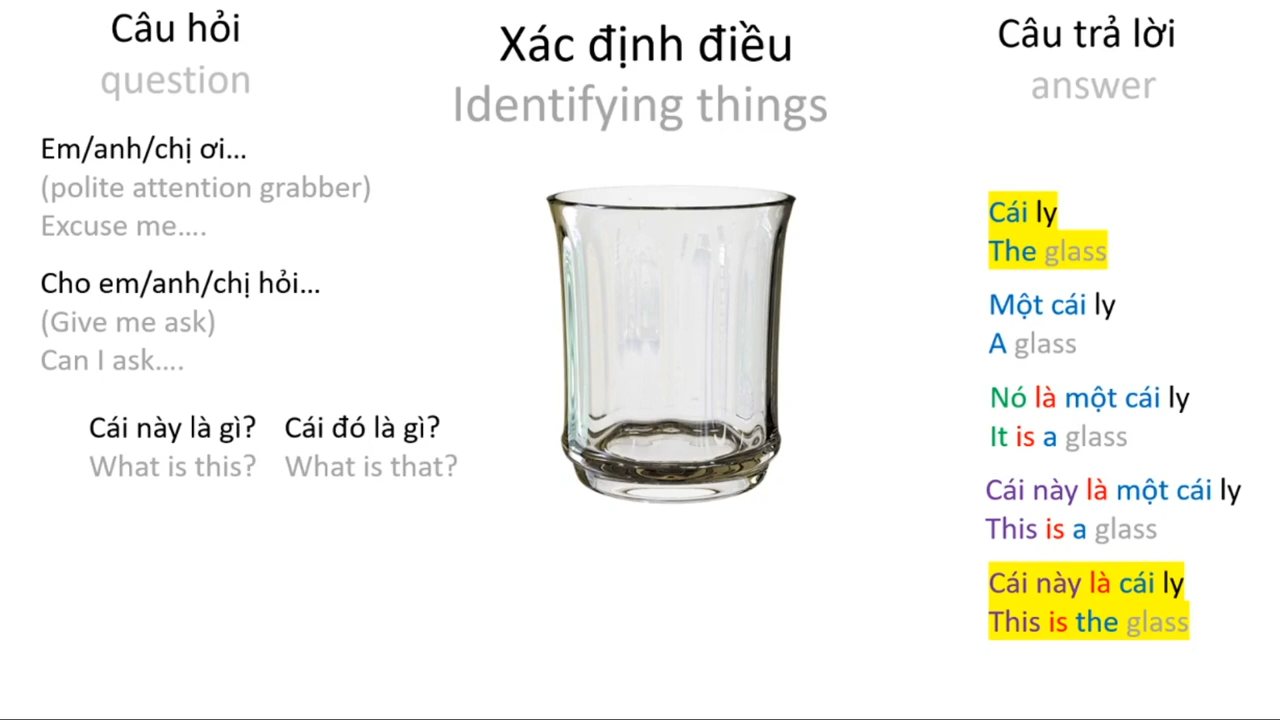 Câu hỏi
question
Em/anh/chị ơi...
(polite attention grabber)
Excuse me....
Cho em/anh/chị hỏi...
(Give me ask)
Can I ask....
Cái này là gì?
What is this?
Cái đó là gì?
What is that?
Xác định điều
Identifying things
Câu trả lời
answer
Cái ly
The glass
Một cái ly
A glass
Nó là một cái ly
It is a glass
Cái này là một cái ly
This is a glass
Cái này là cái ly
This is the glass